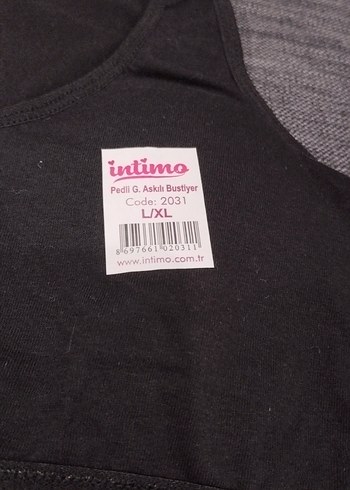 intimo
Pedli G. Askılı Bustiyer
Code: 2031
L/XL
8 697661 020311
www.intimo.com.tr